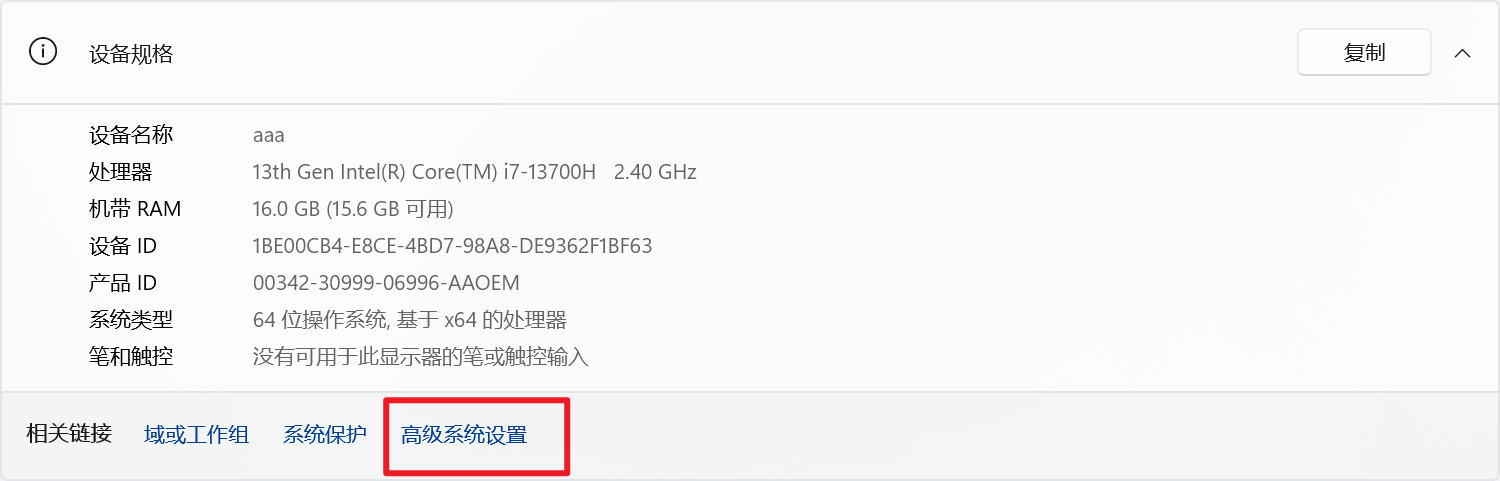 设备规格 复制
设备名称 aaa
处理器 13th Gen Intel(R) Core(TM) i7-13700H 2.40 GHz
机带 RAM 16.0 GB (15.6 GB 可用)
设备 ID 1BE00CB4-E8CE-4BD7-98A8-DE9362F1BF63
产品 ID 00342-30999-06996-AAOEM
系统类型 64 位操作系统, 基于 x64 的处理器
笔和触控 没有可用于此显示器的笔或触控输入
相关链接 域或工作组 系统保护 高级系统设置